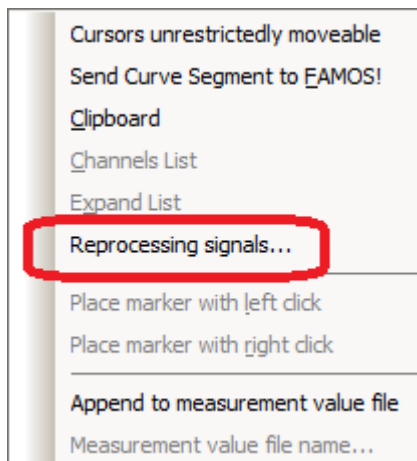 Cursors unrestrictedly moveable
Send Curve Segment to FAMOS!
Clipboard
Channels List
Expand List
Reprocessing signals...
Place marker with left click
Place marker with right click
Append to measurement value file
Measurement value file name...